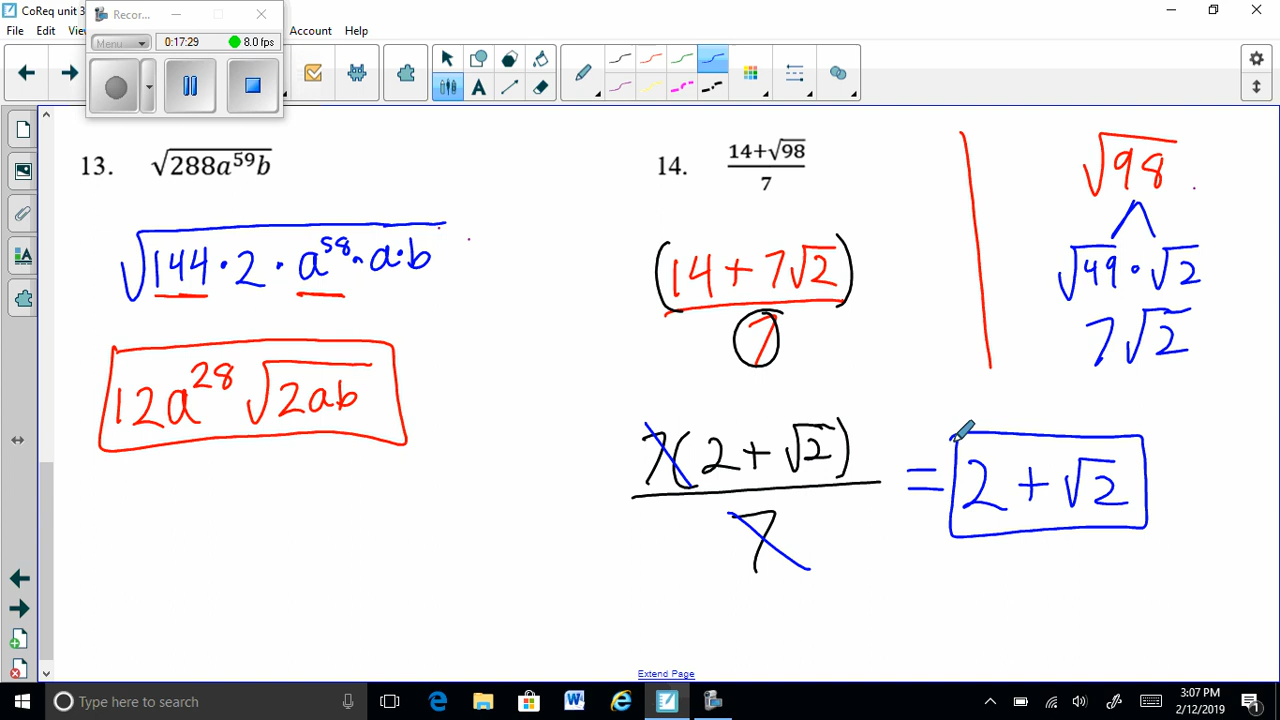 CoReq unit 3
Recor...
File Edit Vie Account Help
Menu 0:17:29 8.0 fps
13. √288a⁵⁹b
√144 · 2 · a⁵⁸ · a · b
12a²⁸ √2ab
14. 14+√98
7
(14 + 7√2)
7
7(2 + √2)
7
= 2 + √2
√98
√49 · √2
7√2
Extend Page
Type here to search
3:07 PM
2/12/2019